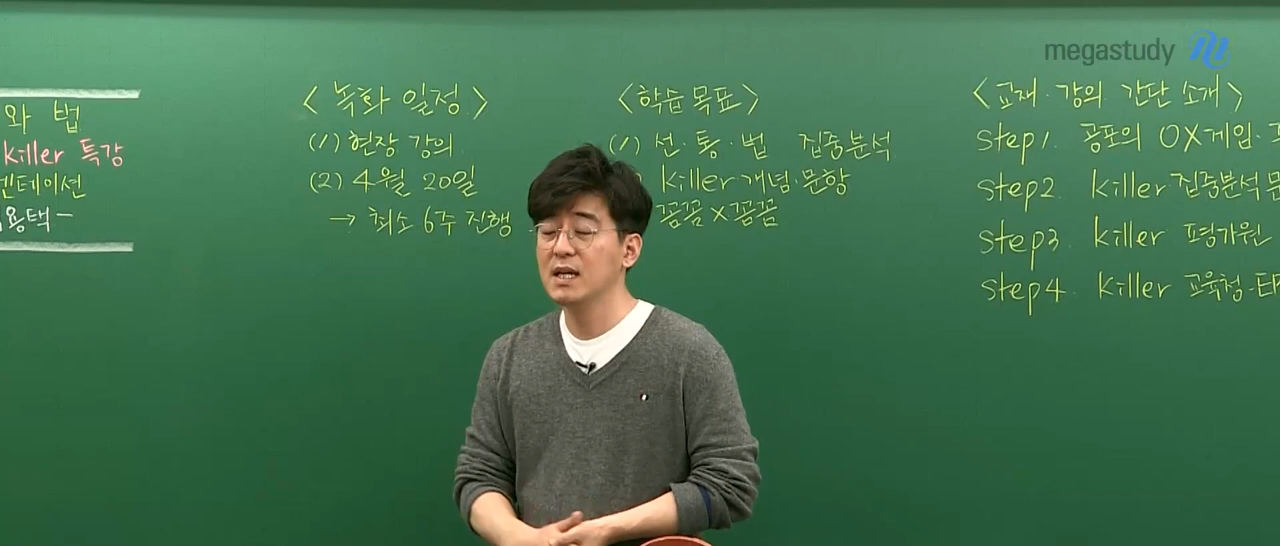 megastudy
와 법
killer 특강
텐테이션
용택 -
< 녹화 일정 >
(1) 현장 강의
(2) 4월 20일
→ 최소 6주 진행
<학습 목표>
(1) 선·통·법 집중분석
killer 개념·문항
꼼꼼×꼼꼼
<교재·강의 간단 소개>
step1. 공포의 OX게임·
step2. killer 집중분석
step3. killer 평가원
step4. killer 교육청·E